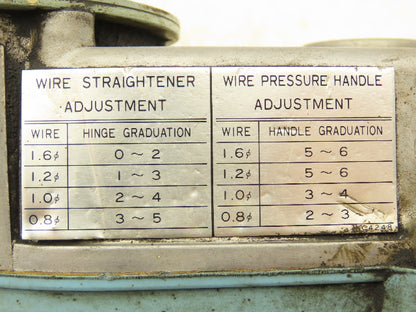 WIRE STRAIGHTENER
ADJUSTMENT
WIRE HINGE GRADUATION
1.6φ 0 ~ 2
1.2φ 1 ~ 3
1.0φ 2 ~ 4
0.8φ 3 ~ 5
WIRE PRESSURE HANDLE
ADJUSTMENT
WIRE HANDLE GRADUATION
1.6φ 5 ~ 6
1.2φ 5 ~ 6
1.0φ 3 ~ 4
0.8φ 2 ~ 3